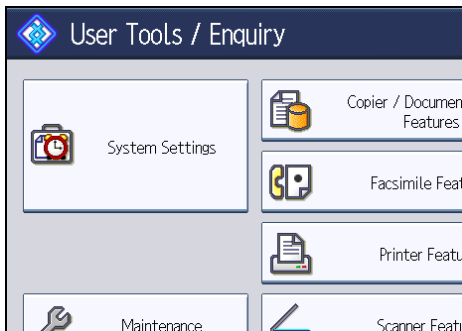 User Tools / Enquiry
System Settings
Copier / Documen
Features
Facsimile Feat
Printer Featu
Maintenance
Scanner Featu